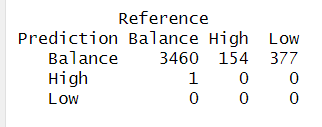 Reference
Prediction Balance High Low
Balance 3460 154 377
High 1 0 0
Low 0 0 0